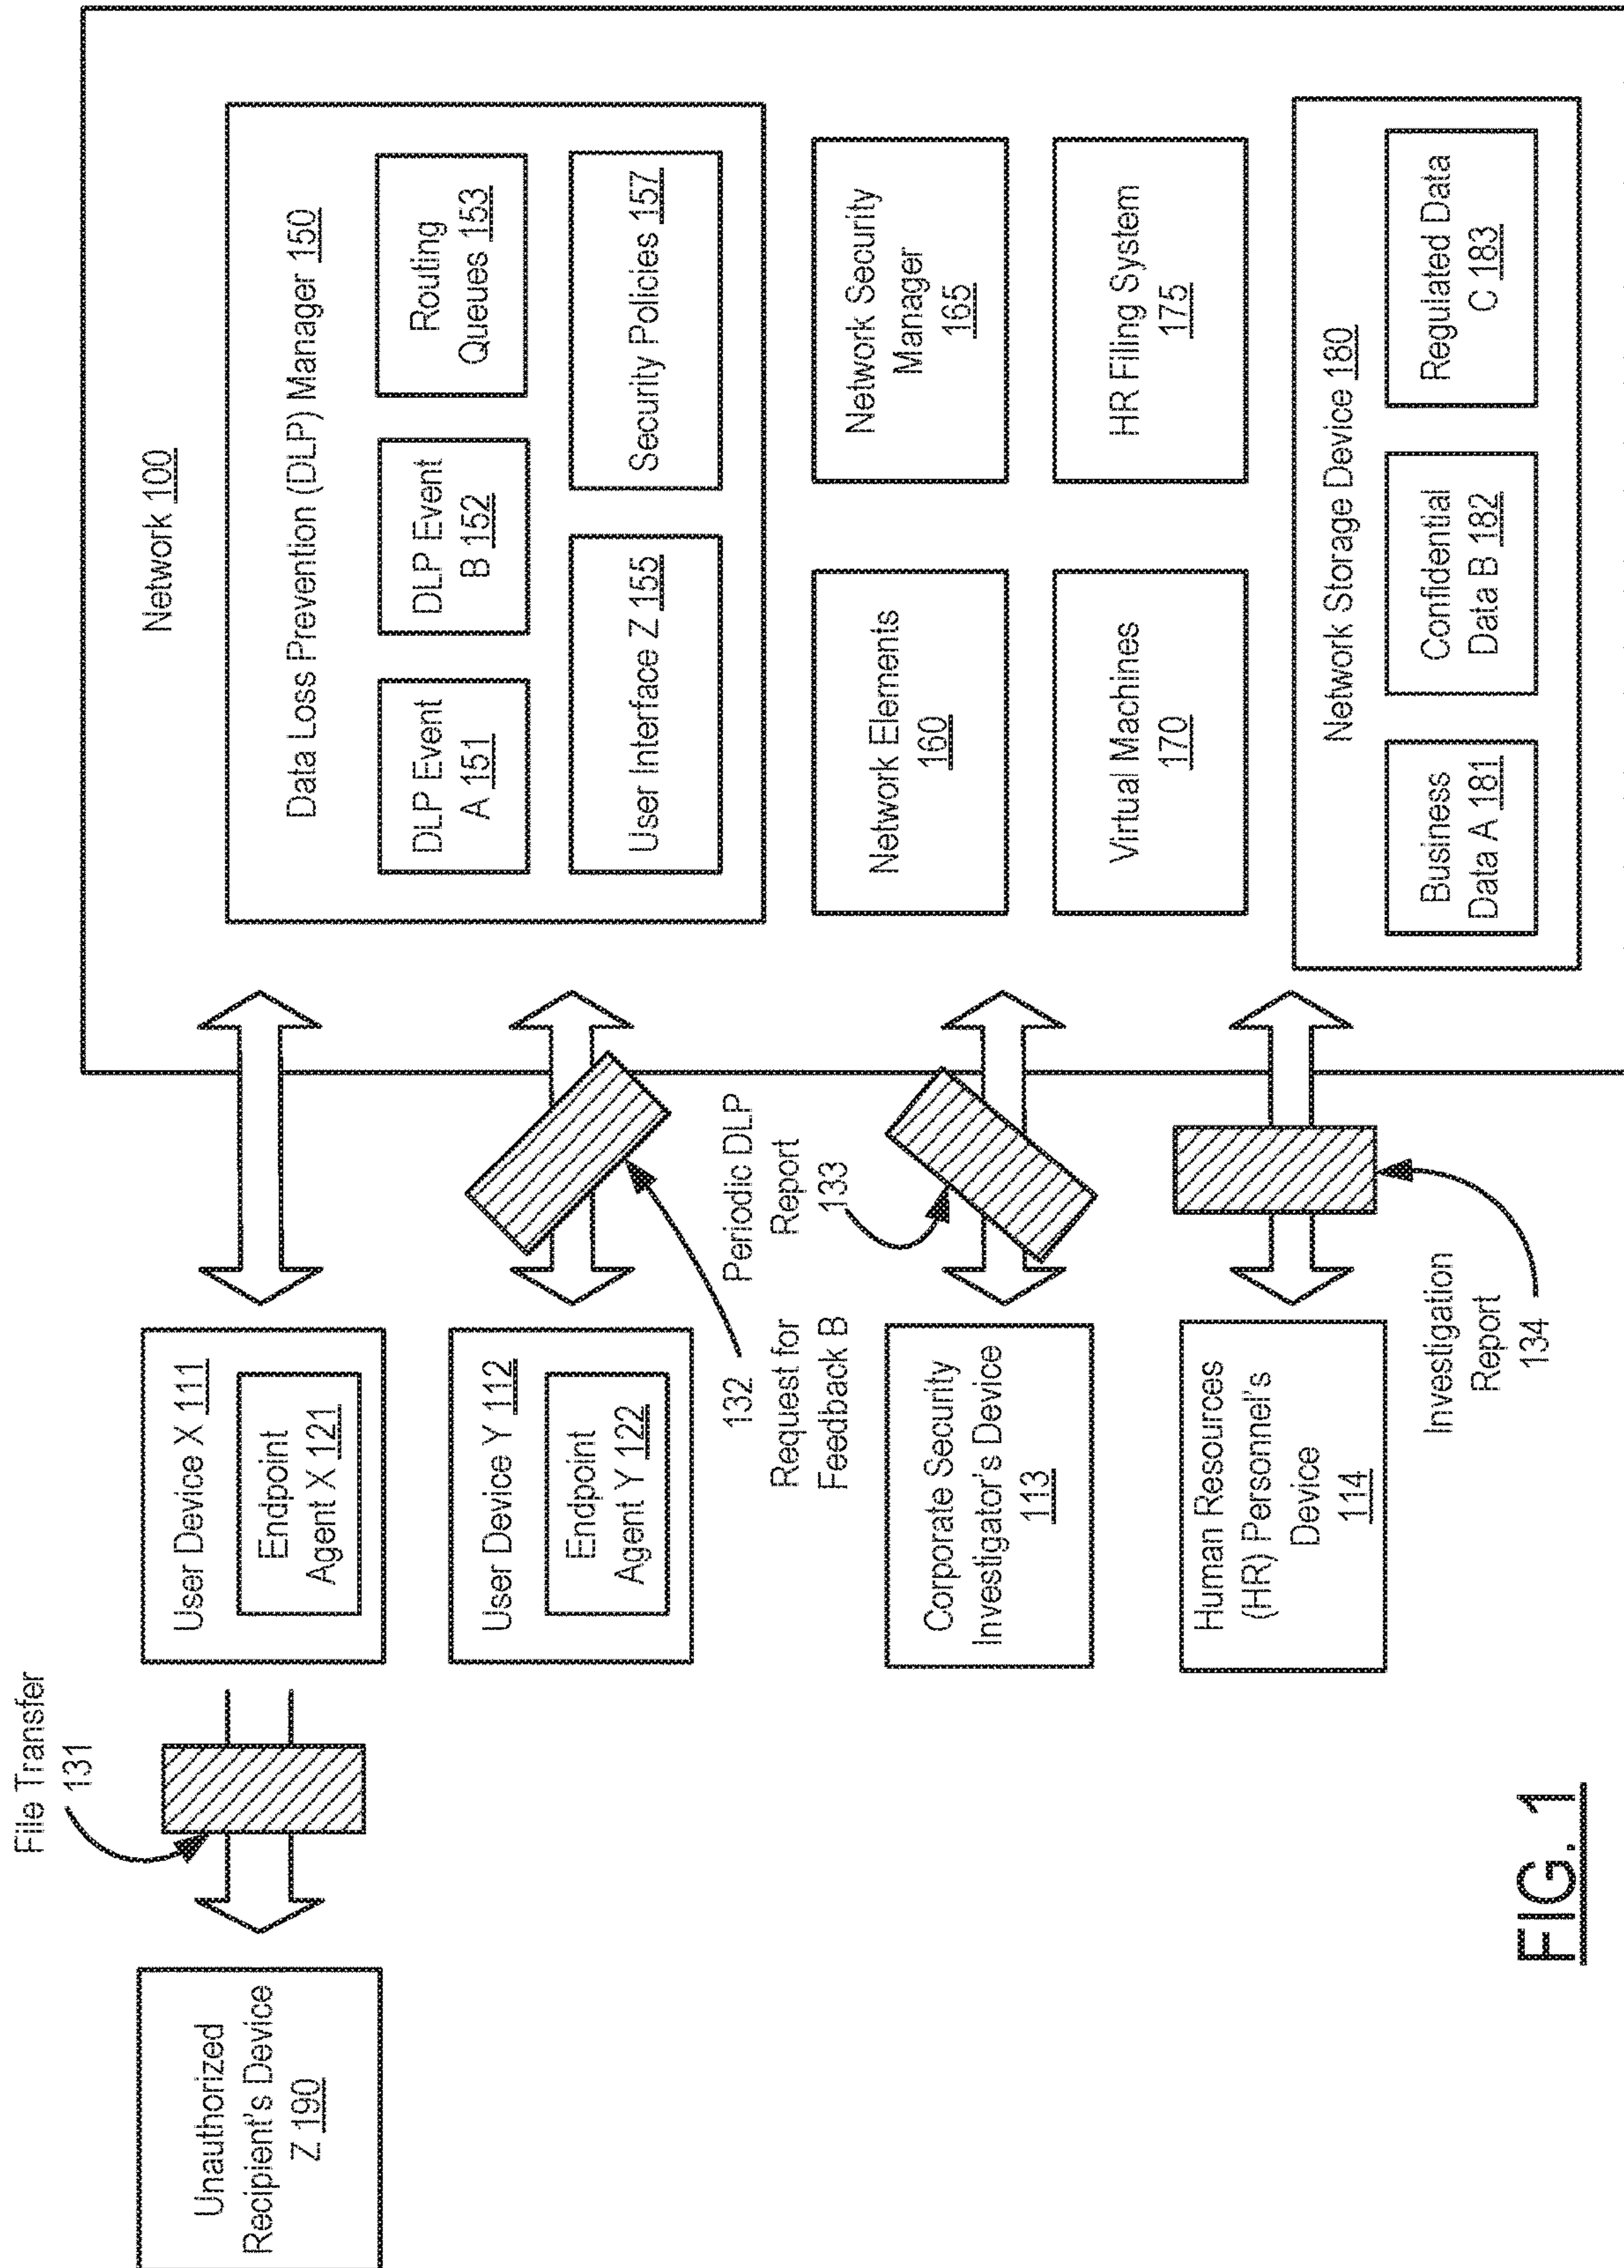 File Transfer
131
Unauthorized
Recipient's Device
Z 190
User Device X 111
Endpoint
Agent X 121
User Device Y 112
Endpoint
Agent Y 122
132
Request for
Feedback B
Periodic DLP
Report
133
Corporate Security
Investigator's Device
113
Human Resources
(HR) Personnel's
Device
114
Investigation
Report
134
Network 100
Data Loss Prevention (DLP) Manager 150
DLP Event
A 151
DLP Event
B 152
Routing
Queues 153
User Interface Z 155
Security Policies 157
Network Elements
160
Network Security
Manager
165
Virtual Machines
170
HR Filing System
175
Network Storage Device 180
Business
Data A 181
Confidential
Data B 182
Regulated Data
C 183
FIG. 1